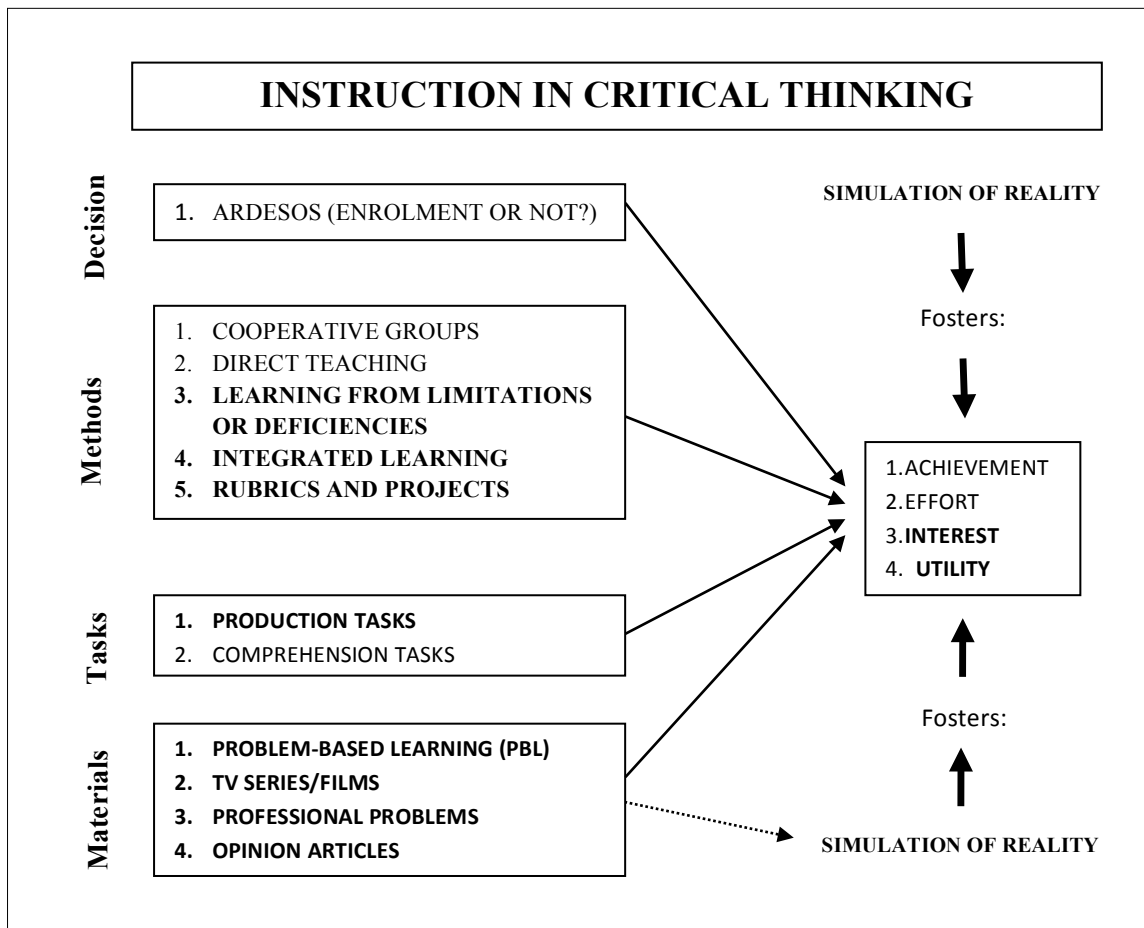 INSTRUCTION IN CRITICAL THINKING
Decision
1. ARDESOS (ENROLMENT OR NOT?)
Methods
1. COOPERATIVE GROUPS
2. DIRECT TEACHING
3. LEARNING FROM LIMITATIONS
OR DEFICIENCIES
4. INTEGRATED LEARNING
5. RUBRICS AND PROJECTS
Tasks
1. PRODUCTION TASKS
2. COMPREHENSION TASKS
Materials
1. PROBLEM-BASED LEARNING (PBL)
2. TV SERIES/FILMS
3. PROFESSIONAL PROBLEMS
4. OPINION ARTICLES
SIMULATION OF REALITY
Fosters:
1.ACHIEVEMENT
2.EFFORT
3.INTEREST
4. UTILITY
Fosters:
SIMULATION OF REALITY